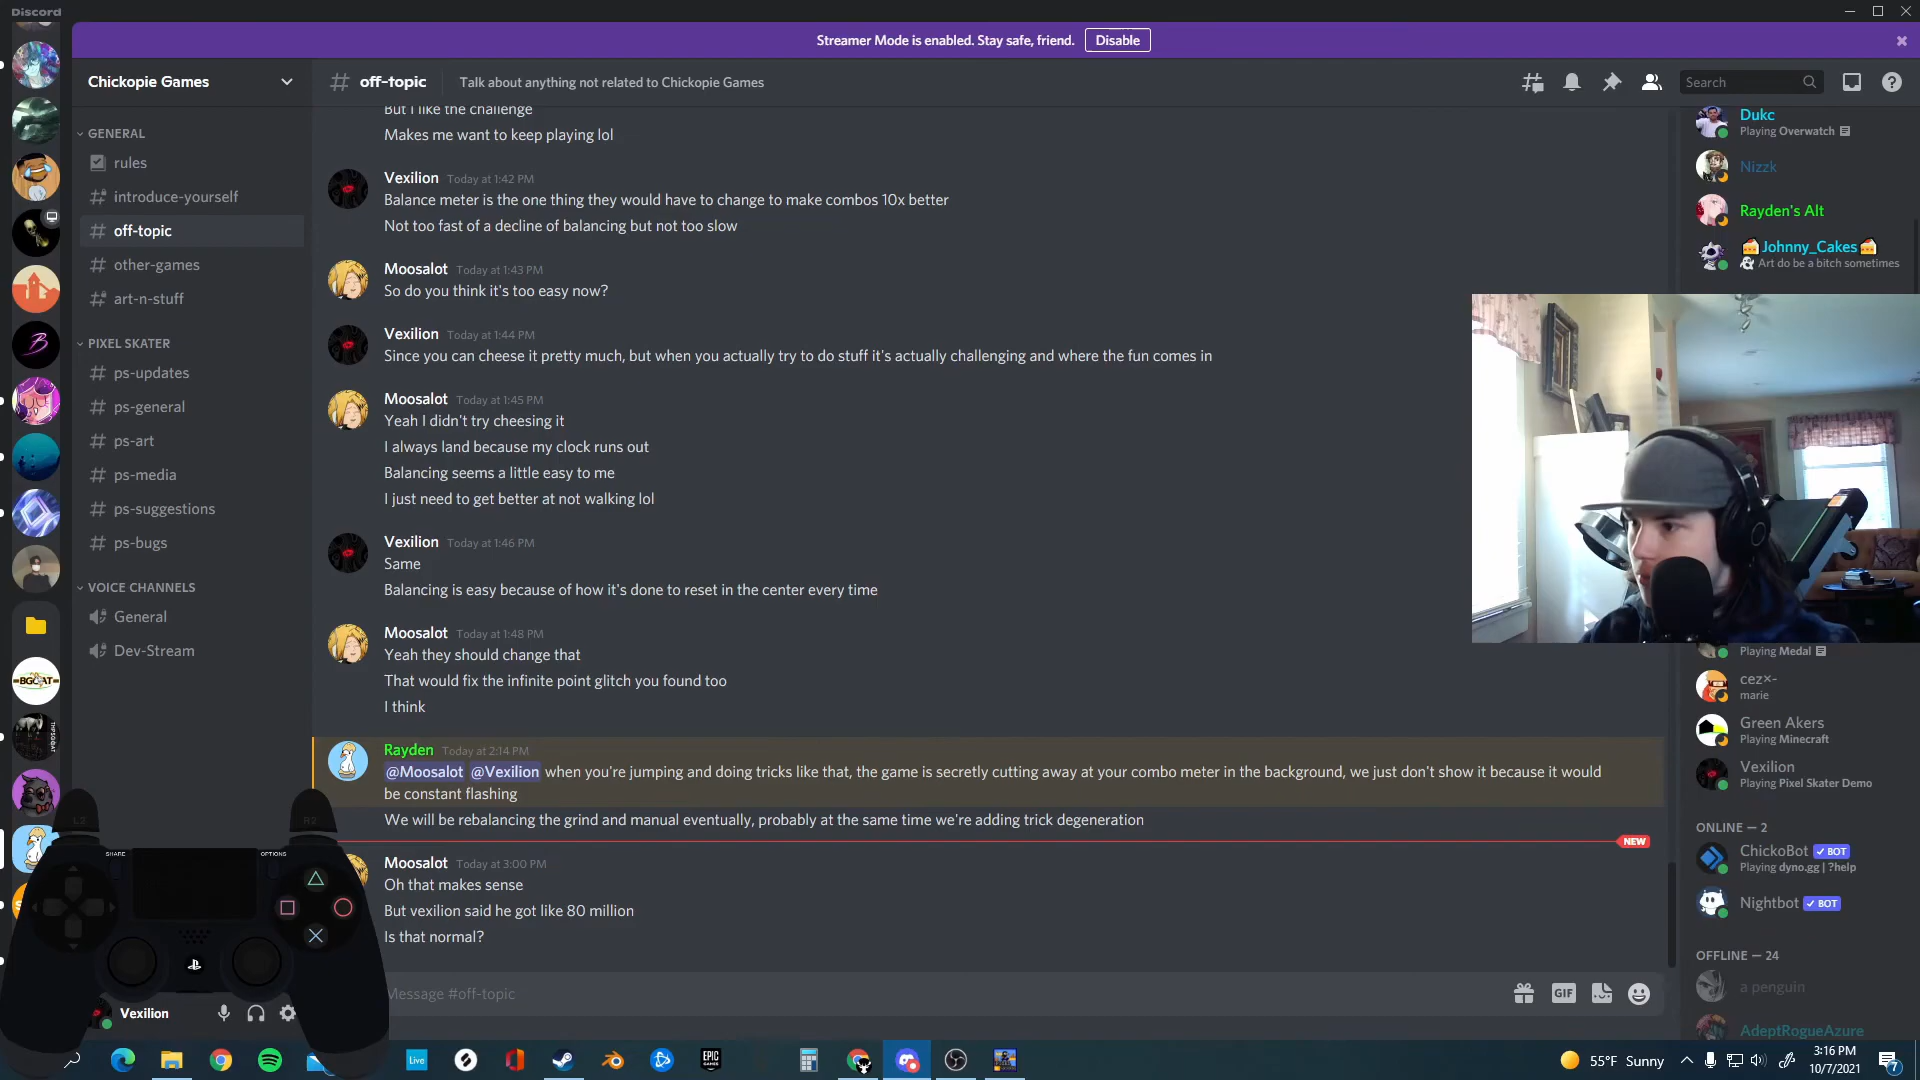 Discord
Streamer Mode is enabled. Stay safe, friend.
Disable
Chickopie Games
off-topic
Talk about anything not related to Chickopie Games
Search
GENERAL
rules
introduce-yourself
off-topic
other-games
art-n-stuff
PIXEL SKATER
ps-updates
ps-general
ps-art
ps-media
ps-suggestions
ps-bugs
VOICE CHANNELS
General
Dev-Stream
But I like the challenge
Makes me want to keep playing lol
Vexilion Today at 1:42 PM
Balance meter is the one thing they would have to change to make combos 10x better
Not too fast of a decline of balancing but not too slow
Moosalot Today at 1:43 PM
So do you think it's too easy now?
Vexilion Today at 1:44 PM
Since you can cheese it pretty much, but when you actually try to do stuff it's actually challenging and where the fun comes in
Moosalot Today at 1:45 PM
Yeah I didn't try cheesing it
I always land because my clock runs out
Balancing seems a little easy to me
I just need to get better at not walking lol
Vexilion Today at 1:46 PM
Same
Balancing is easy because of how it's done to reset in the center every time
Moosalot Today at 1:48 PM
Yeah they should change that
That would fix the infinite point glitch you found too
I think
Rayden Today at 2:14 PM
@Moosalot @Vexilion when you're jumping and doing tricks like that, the game is secretly cutting away at your combo meter in the background, we just don't show it because it would
be constant flashing
We will be rebalancing the grind and manual eventually, probably at the same time we're adding trick degeneration
NEW
Moosalot Today at 3:00 PM
Oh that makes sense
But vexilion said he got like 80 million
Is that normal?
Message #off-topic
GIF
Dukc
Playing Overwatch
Nizzk
Rayden's Alt
Johnny_Cakes
Art do be a bitch sometimes
Playing Medal
cez×-
marie
Green Akers
Playing Minecraft
Vexilion
Playing Pixel Skater Demo
ONLINE — 2
ChickoBot BOT
Playing dyno.gg | ?help
Nightbot BOT
OFFLINE — 24
a penguin
AdeptRogueAzure
BGCAT
L2
R2
SHARE
OPTIONS
Vexilion
Live
EPIC
GAMES
55°F Sunny
3:16 PM
10/7/2021
7